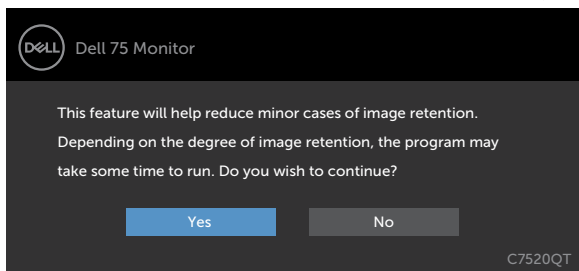 DELL
Dell 75 Monitor
This feature will help reduce minor cases of image retention.
Depending on the degree of image retention, the program may
take some time to run. Do you wish to continue?
Yes
No
C7520QT